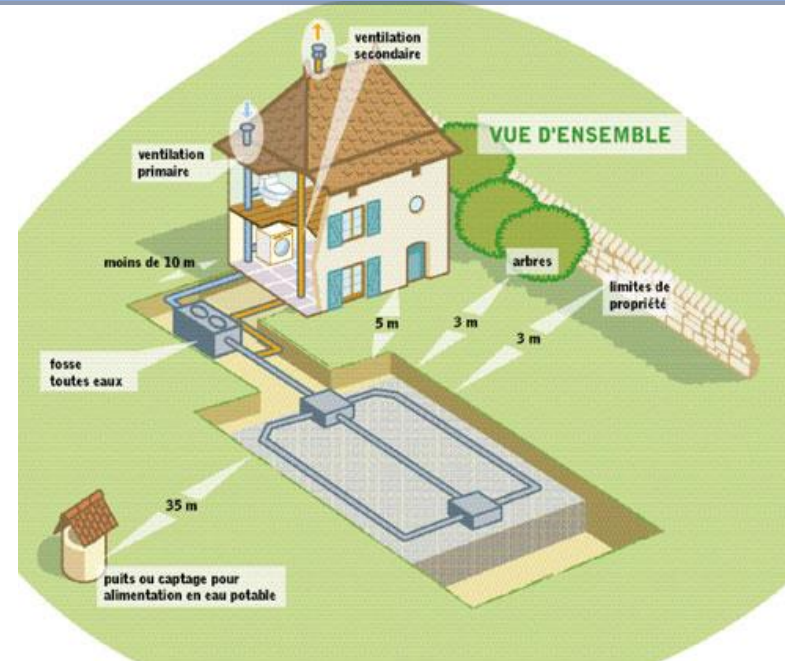 ventilation
secondaire
VUE D'ENSEMBLE
ventilation
primaire
moins de 10 m
arbres
limites de
propriété
5 m
3 m
3 m
fosse
toutes eaux
35 m
puits ou captage pour
alimentation en eau potable